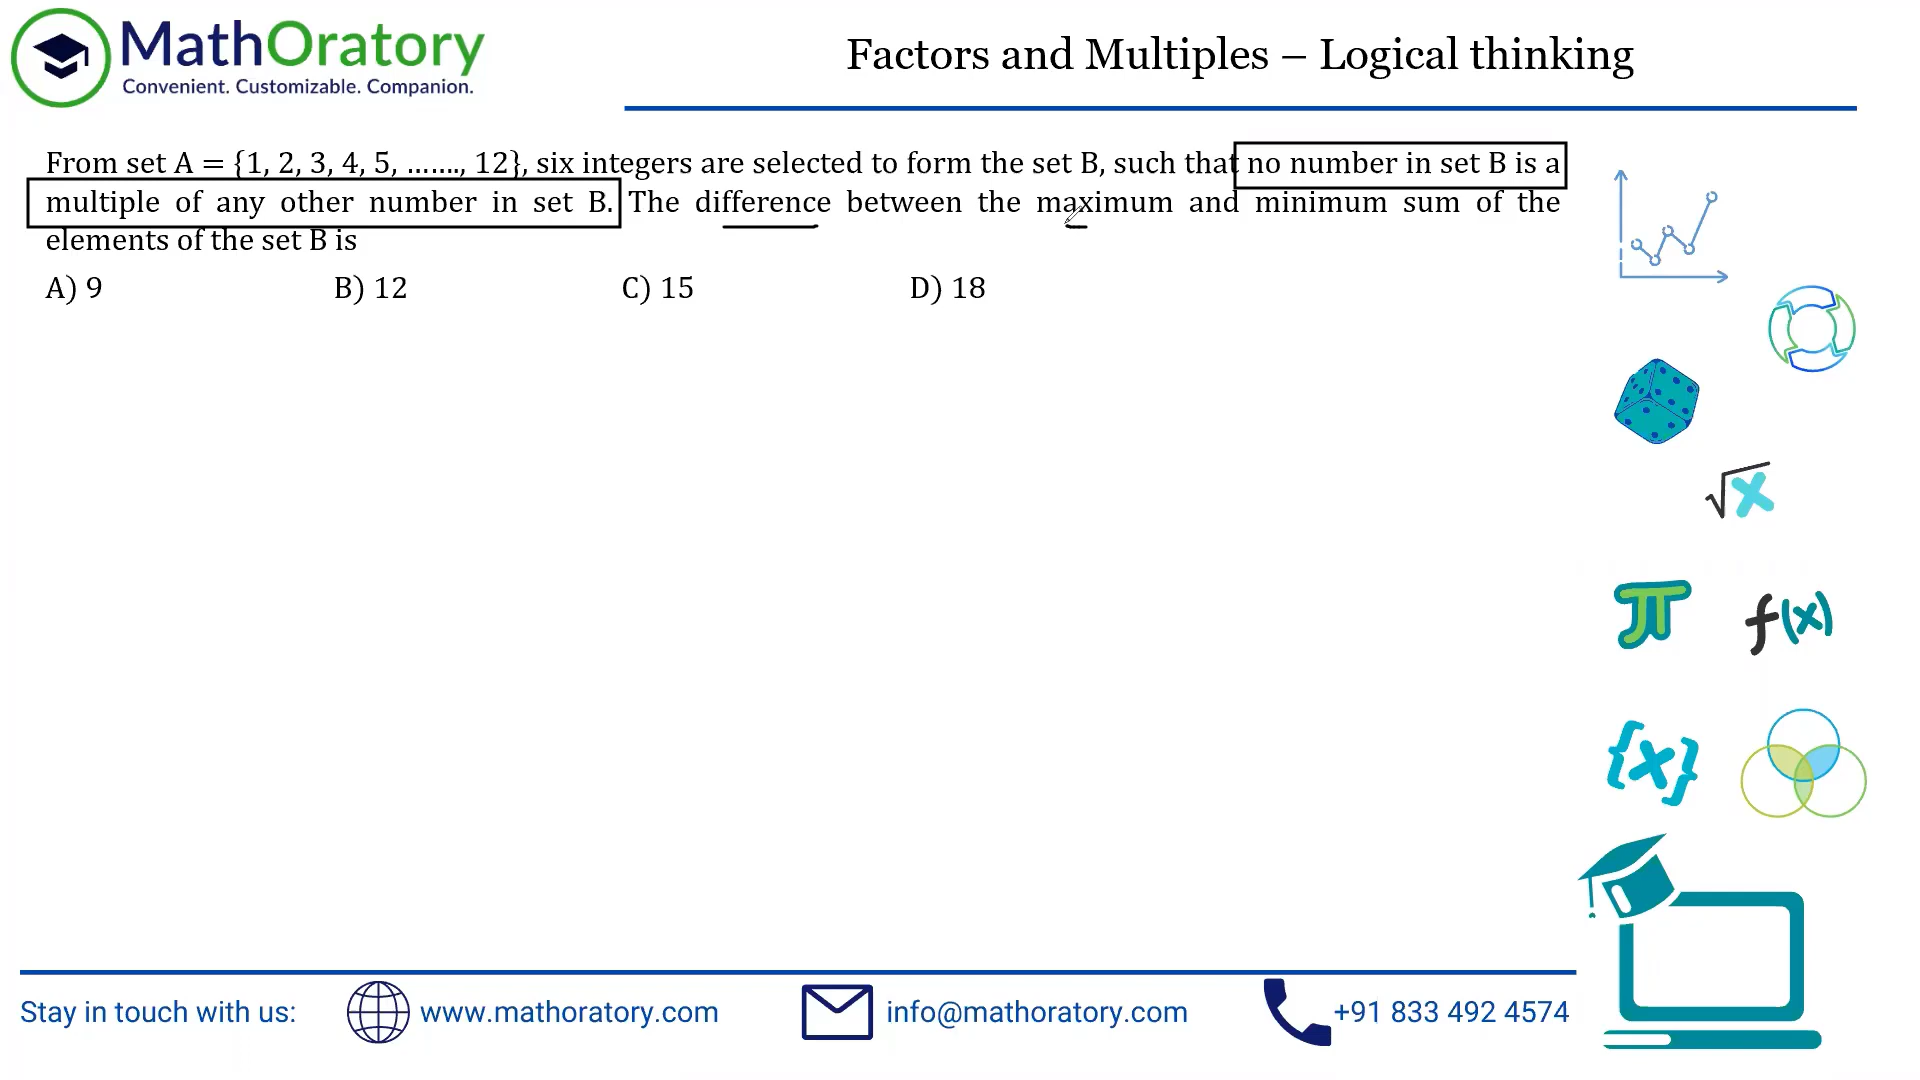 MathOratory
Convenient. Customizable. Companion.
Factors and Multiples – Logical thinking
From set A = {1, 2, 3, 4, 5, ……., 12}, six integers are selected to form the set B, such that no number in set B is a
multiple of any other number in set B. The difference between the maximum and minimum sum of the
elements of the set B is
A) 9 B) 12 C) 15 D) 18
√x
π f(x)
{x}
Stay in touch with us: www.mathoratory.com info@mathoratory.com +91 833 492 4574